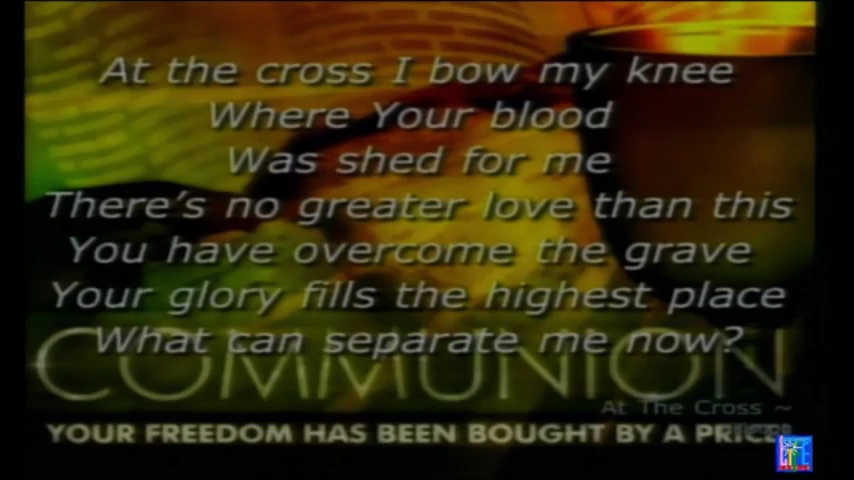 At the cross I bow my knee
Where Your blood
Was shed for me
There's no greater love than this
You have overcome the grave
Your glory fills the highest place
What can separate me now?
COMMUNION
At The Cross ~
YOUR FREEDOM HAS BEEN BOUGHT BY A PRICE